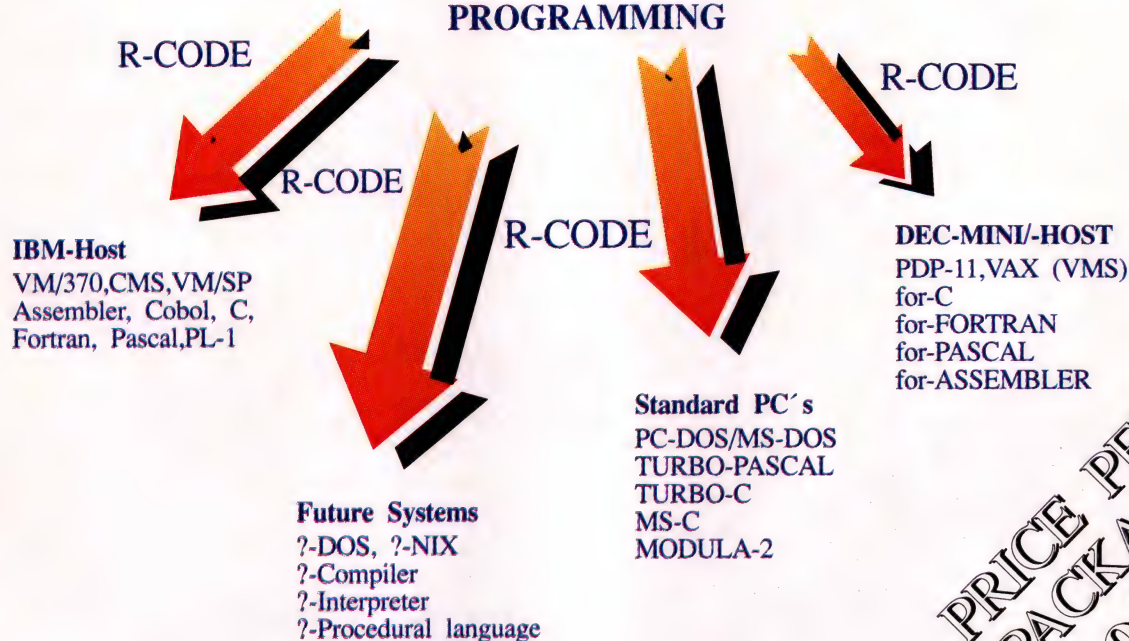 PROGRAMMING
R-CODE
R-CODE
R-CODE
R-CODE
IBM-Host
VM/370,CMS,VM/SP
Assembler, Cobol, C,
Fortran, Pascal,PL-1
Future Systems
?-DOS, ?-NIX
?-Compiler
?-Interpreter
?-Procedural language
Standard PC´s
PC-DOS/MS-DOS
TURBO-PASCAL
TURBO-C
MS-C
MODULA-2
DEC-MINI/-HOST
PDP-11,VAX (VMS)
for-C
for-FORTRAN
for-PASCAL
for-ASSEMBLER
PRICE